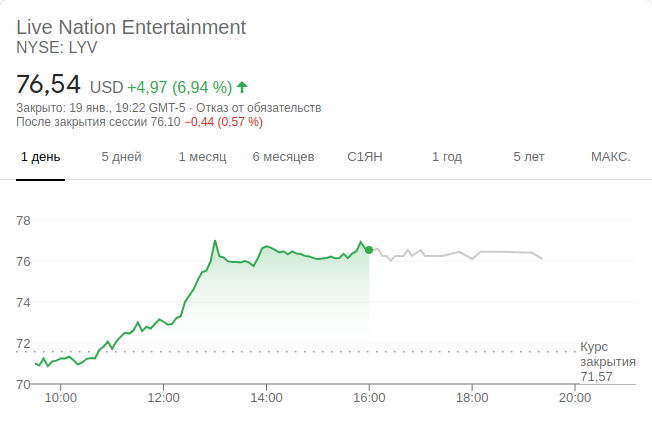 Live Nation Entertainment
NYSE: LYV
76,54 USD +4,97 (6,94 %)
Закрыто: 19 янв., 19:22 GMT-5 · Отказ от обязательств
После закрытия сессии 76,10 −0,44 (0,57 %)
1 день 5 дней 1 месяц 6 месяцев С1ЯН 1 год 5 лет МАКС.
78
76
74
72
70
Курс
закрытия
71,57
10:00 12:00 14:00 16:00 18:00 20:00